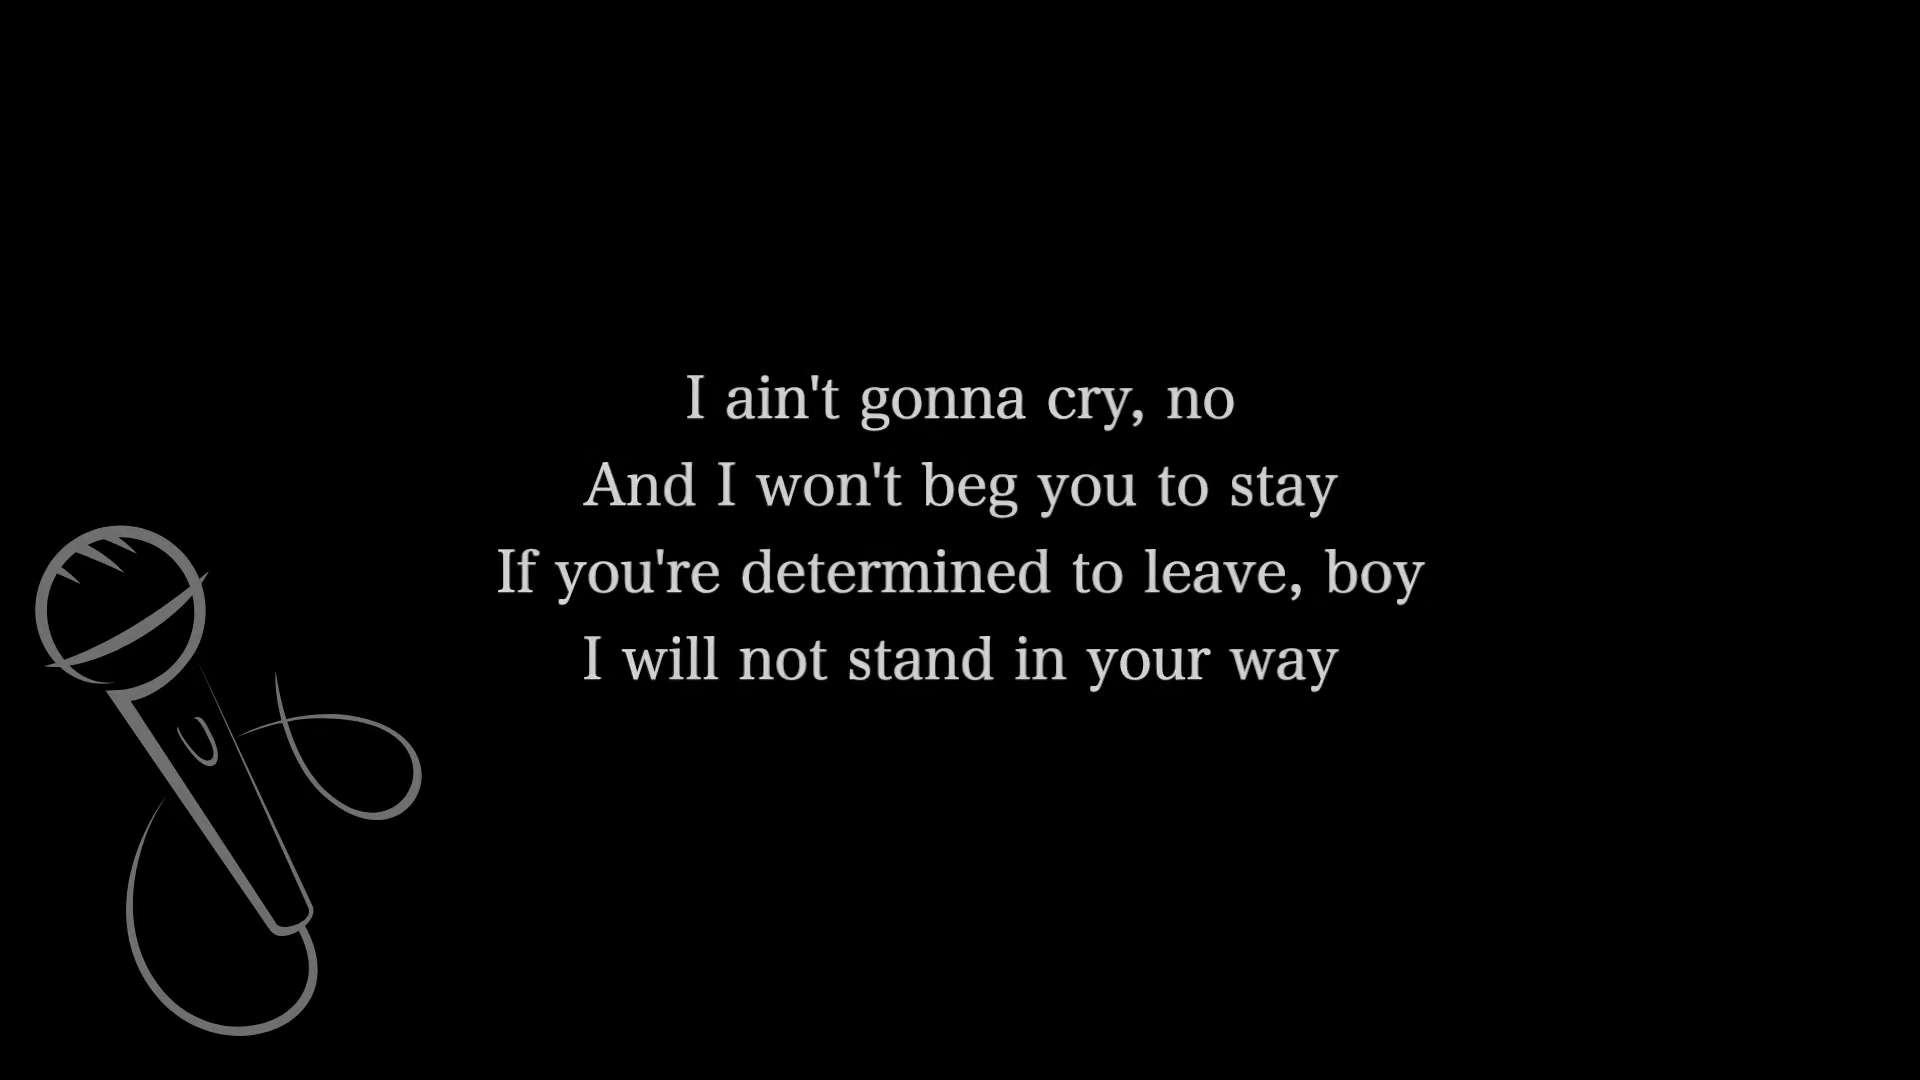 I ain't gonna cry, no
And I won't beg you to stay
If you're determined to leave, boy
I will not stand in your way